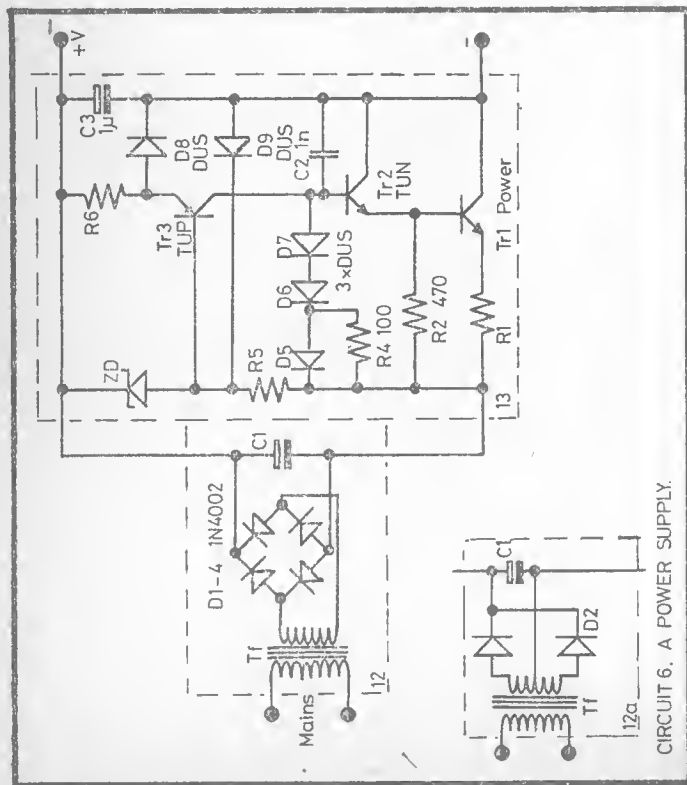 -
+V
C3
1μ
R6
D8
DUS
D9
DUS
C2 1n
Tr3
TUP
Tr2
TUN
Tr1 Power
D7
D6
3×DUS
D5
R4 100
R2 470
R1
R5
ZD
13
-
C1
D1-4 1N4002
Tf
Mains
12
C1
D2
Tf
12a
CIRCUIT 6. A POWER SUPPLY.